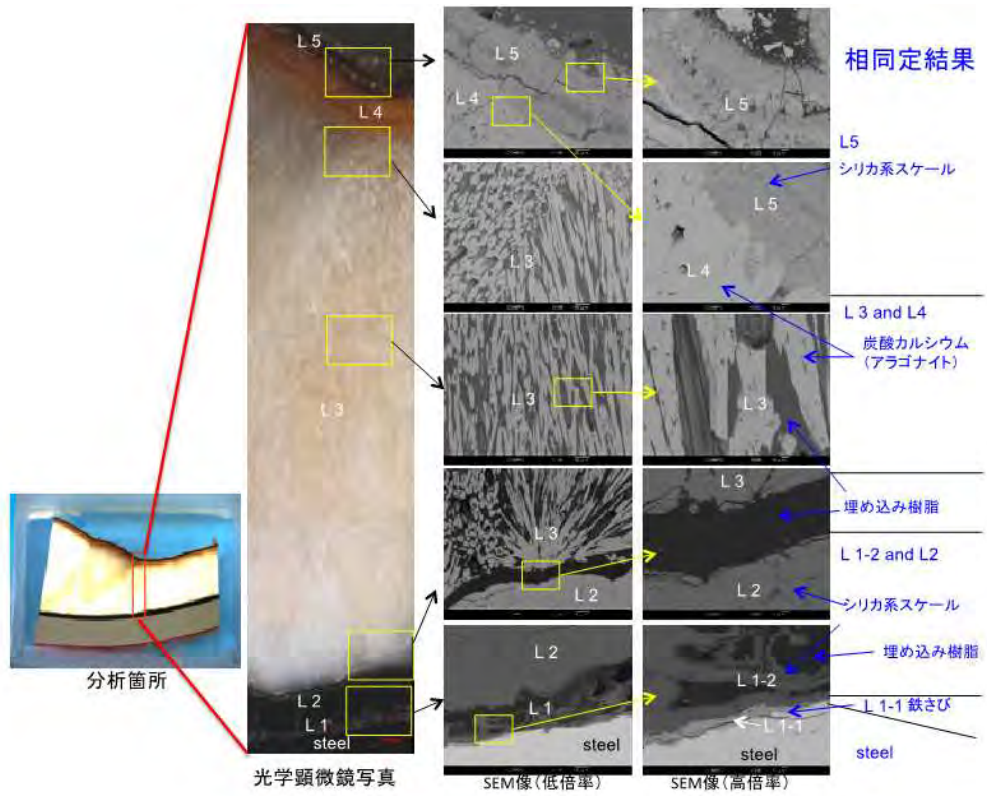 相同定結果
L 5
L 4
L 5
L 4
L 5
L5
シリカ系スケール
L 5
L 4
L 3
L 3 and L4
炭酸カルシウム
(アラゴナイト)
L 3
L 3
L 3
L 3
L 3
埋め込み樹脂
L 3
L 2
L 2
L 1-2 and L2
シリカ系スケール
埋め込み樹脂
L 2
L 1-2
分析箇所
L 2
L 1
L 1
L 1-1
L 1-1 鉄さび
steel
steel
steel
steel
光学顕微鏡写真
SEM像(低倍率)
SEM像(高倍率)